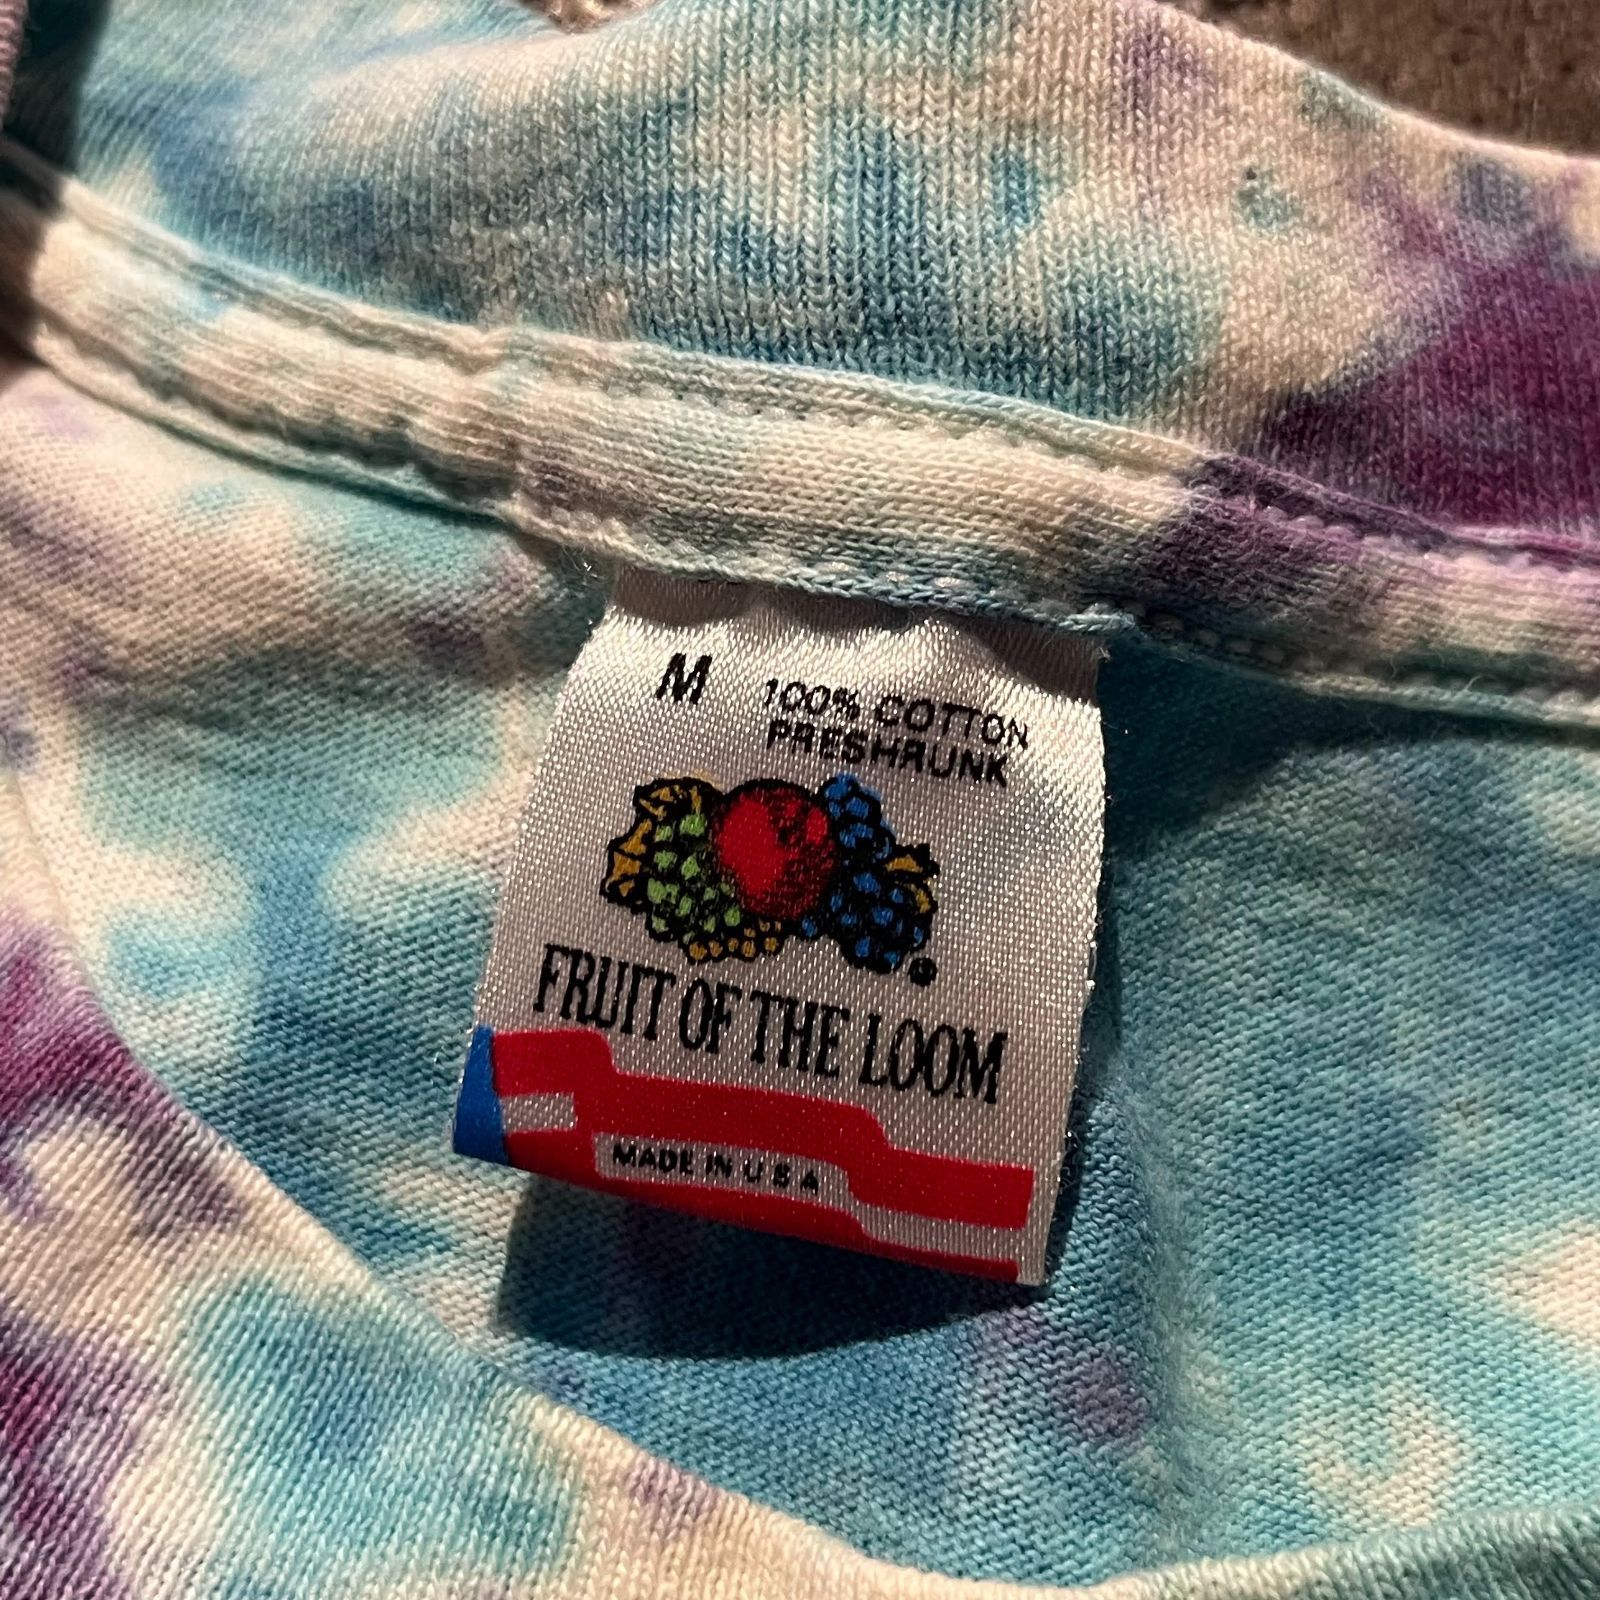 M
100% COTTON
PRESHRUNK
®
FRUIT OF THE LOOM
MADE IN U S A